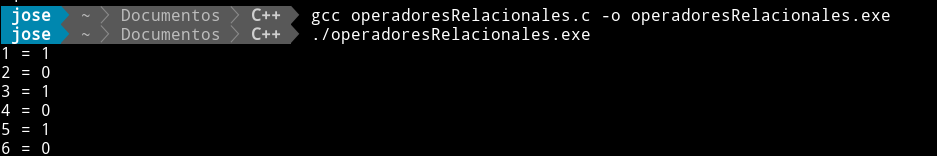 jose ~ Documentos C++ gcc operadoresRelacionales.c -o operadoresRelacionales.exe
jose ~ Documentos C++ ./operadoresRelacionales.exe
1 = 1
2 = 0
3 = 1
4 = 0
5 = 1
6 = 0